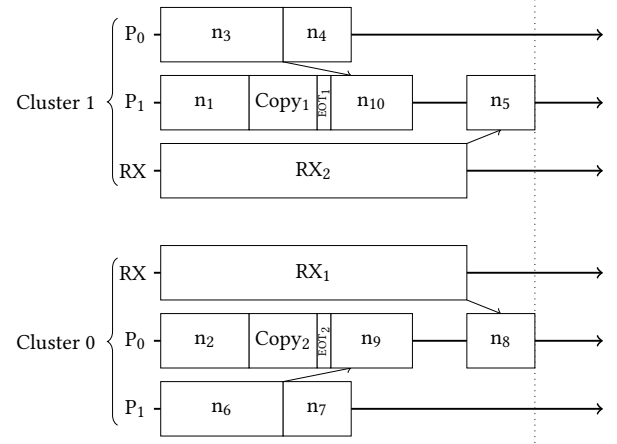 P₀ n₃ n₄
Cluster 1 P₁ n₁ Copy₁ EOT₁ n₁₀ n₅
RX RX₂
RX RX₁
Cluster 0 P₀ n₂ Copy₂ EOT₂ n₉ n₈
P₁ n₆ n₇